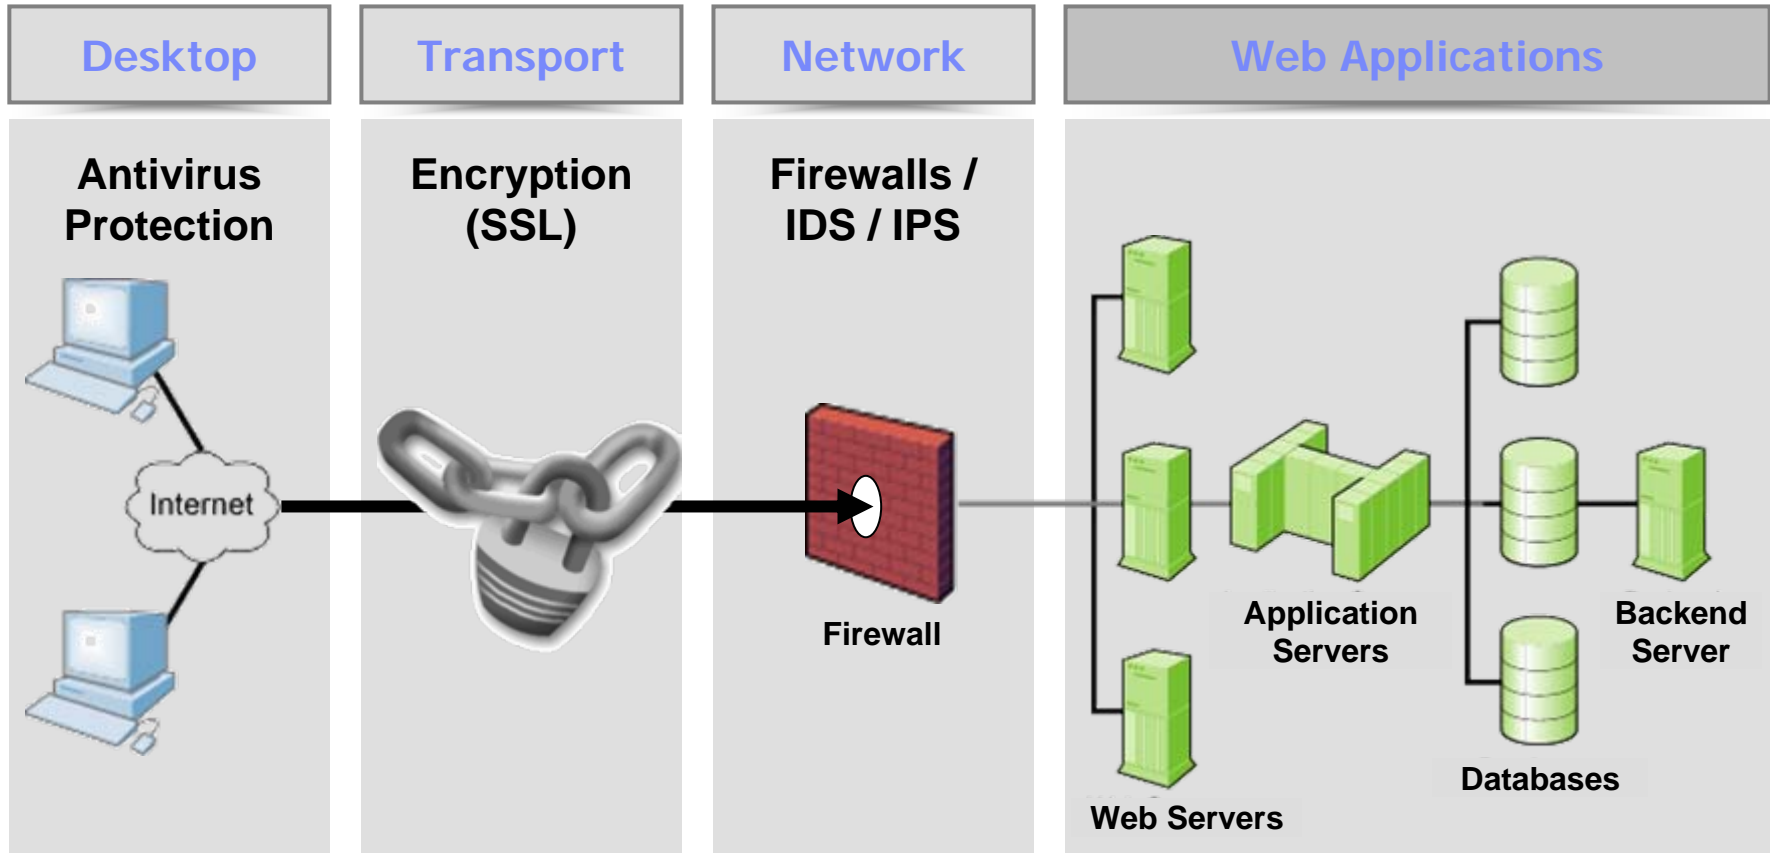 Desktop
Transport
Network
Web Applications
Antivirus
Protection
Encryption
(SSL)
Firewalls /
IDS / IPS
Internet
Firewall
Application
Servers
Backend
Server
Databases
Web Servers